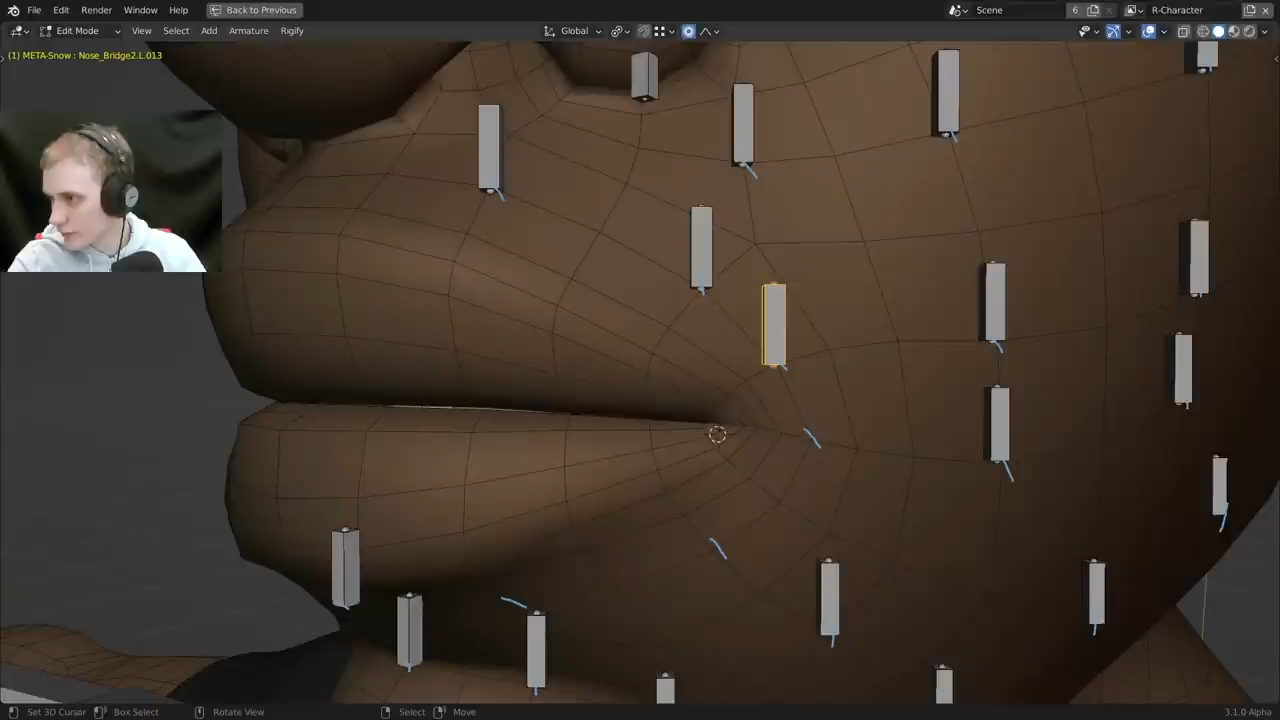 File Edit Render Window Help Back to Previous Scene 6 R-Character
Edit Mode View Select Add Armature Rigify Global
(1) META-Snow : Nose_Bridge2.L.013
Set 3D Cursor Box Select Rotate View Select Move 3.1.0 Alpha